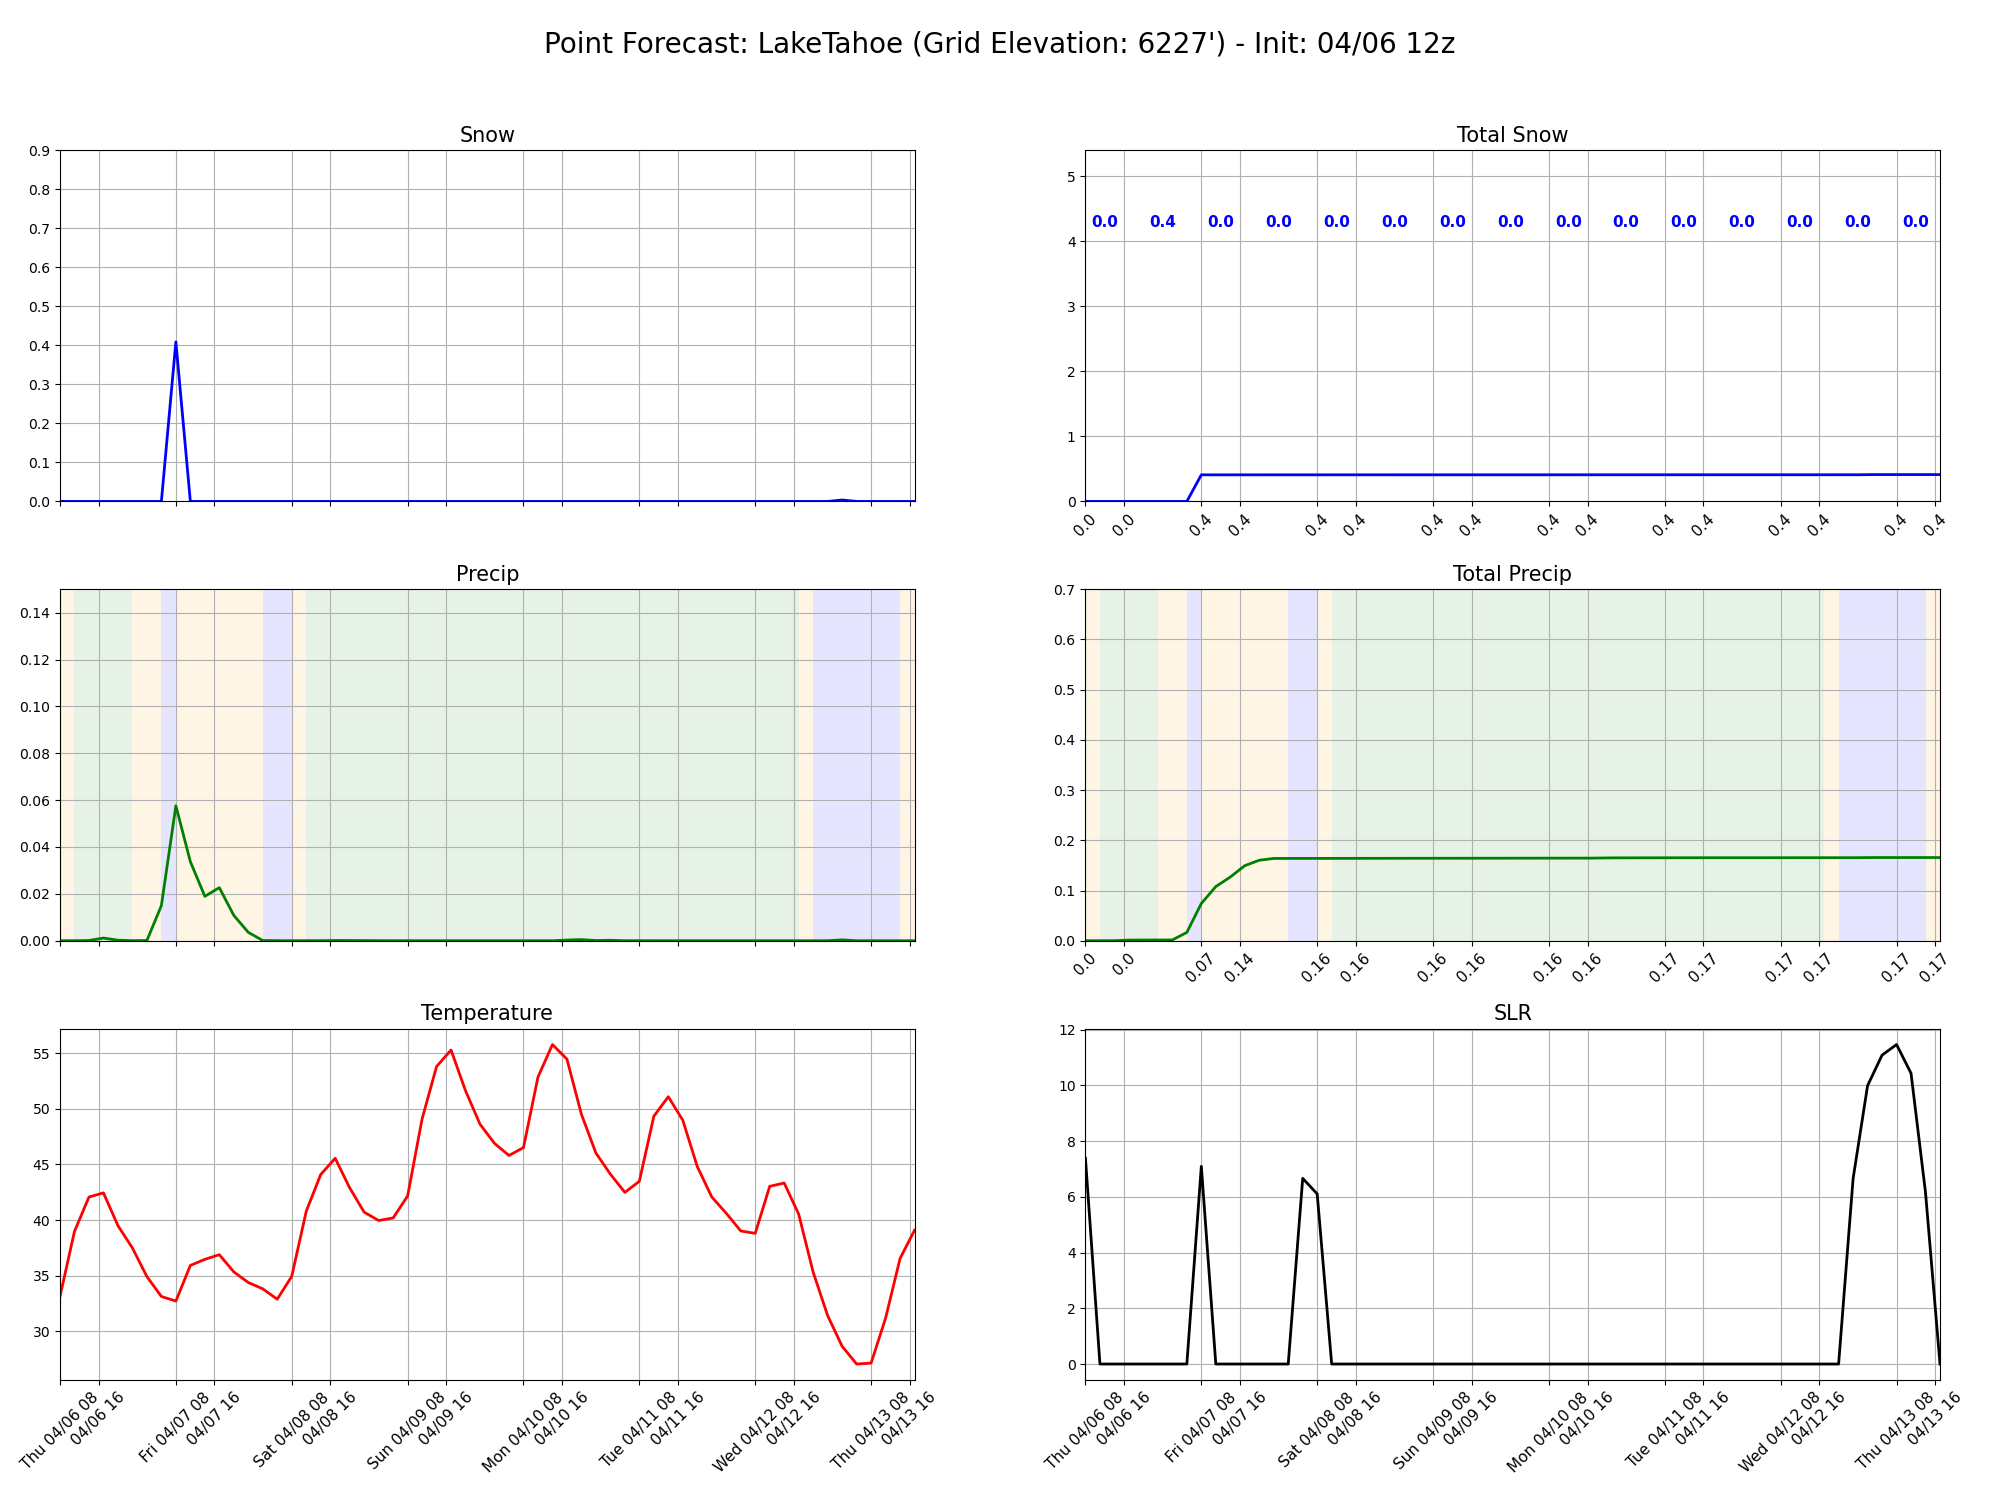 Point Forecast: LakeTahoe (Grid Elevation: 6227') - Init: 04/06 12z
Snow
0.9
0.8
0.7
0.6
0.5
0.4
0.3
0.2
0.1
0.0
Total Snow
5
4
3
2
1
0
0.0 0.4 0.0 0.0 0.0 0.0 0.0 0.0 0.0 0.0 0.0 0.0 0.0 0.0 0.0
0.0 0.0 0.4 0.4 0.4 0.4 0.4 0.4 0.4 0.4 0.4 0.4 0.4 0.4 0.4 0.4
Precip
0.14
0.12
0.10
0.08
0.06
0.04
0.02
0.00
Total Precip
0.7
0.6
0.5
0.4
0.3
0.2
0.1
0.0
0.0 0.0 0.07 0.14 0.16 0.16 0.16 0.16 0.16 0.16 0.17 0.17 0.17 0.17 0.17 0.17
Temperature
55
50
45
40
35
30
Thu 04/06 08
04/06 16
Fri 04/07 08
04/07 16
Sat 04/08 08
04/08 16
Sun 04/09 08
04/09 16
Mon 04/10 08
04/10 16
Tue 04/11 08
04/11 16
Wed 04/12 08
04/12 16
Thu 04/13 08
04/13 16
SLR
12
10
8
6
4
2
0
Thu 04/06 08
04/06 16
Fri 04/07 08
04/07 16
Sat 04/08 08
04/08 16
Sun 04/09 08
04/09 16
Mon 04/10 08
04/10 16
Tue 04/11 08
04/11 16
Wed 04/12 08
04/12 16
Thu 04/13 08
04/13 16